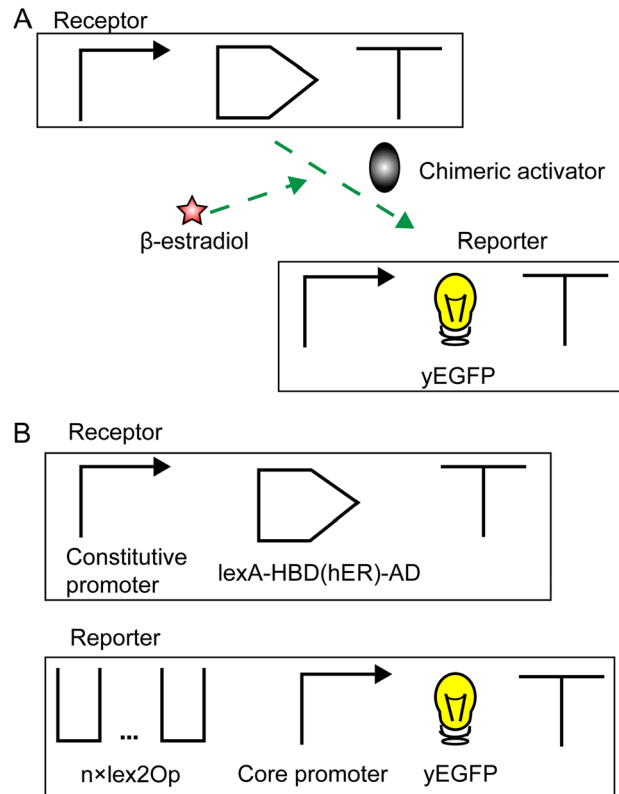 A
Receptor
Chimeric activator
β-estradiol
Reporter
yEGFP
B
Receptor
Constitutive
promoter
lexA-HBD(hER)-AD
Reporter
...
n×lex2Op
Core promoter
yEGFP